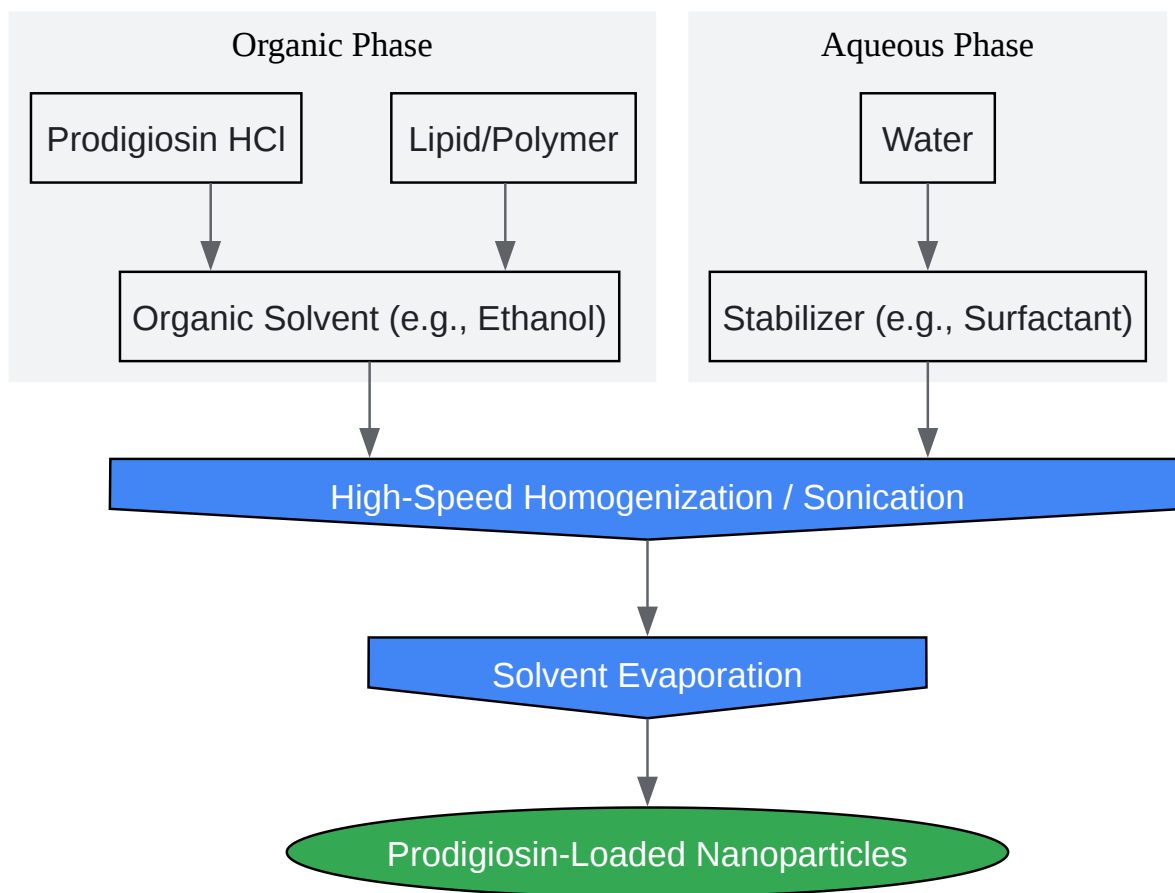 Organic Phase
Aqueous Phase
Prodigiosin HCl
Lipid/Polymer
Water
Organic Solvent (e.g., Ethanol)
Stabilizer (e.g., Surfactant)
High-Speed Homogenization / Sonication
Solvent Evaporation
Prodigiosin-Loaded Nanoparticles